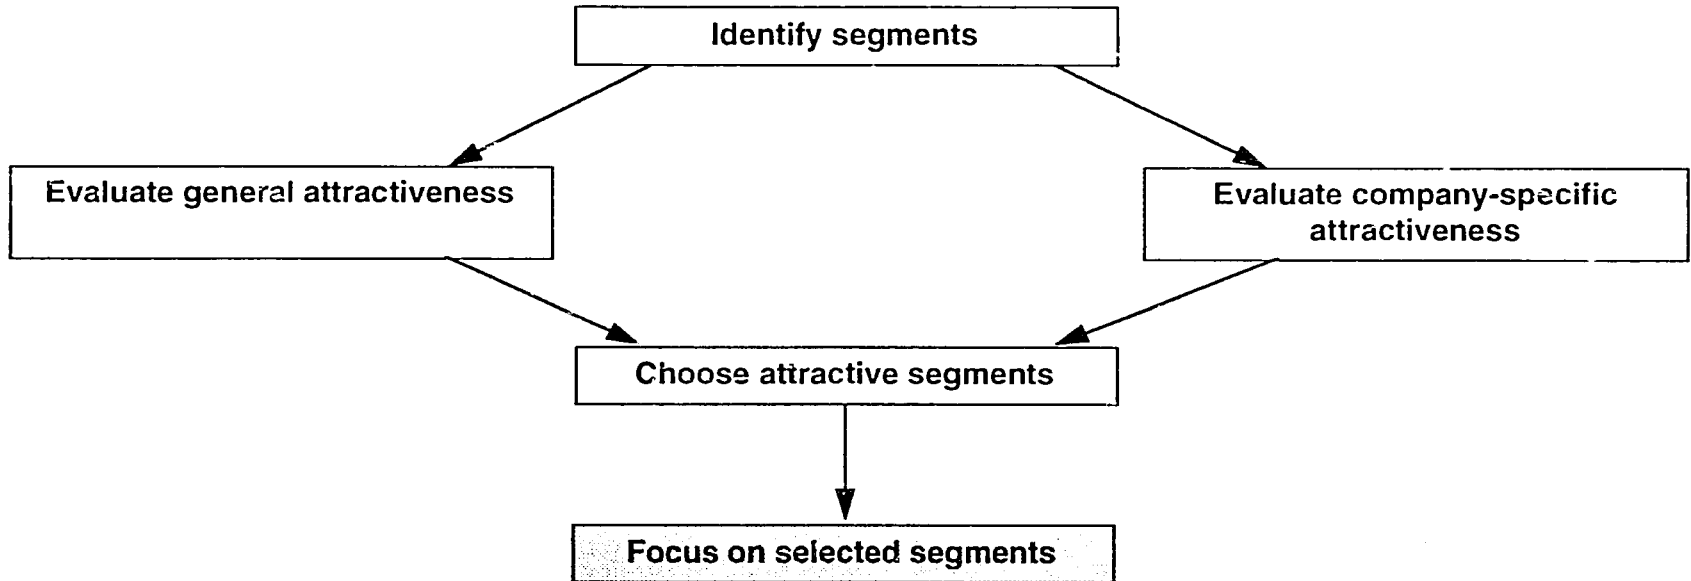 Identify segments
Evaluate general attractiveness
Evaluate company-specific
attractiveness
Choose attractive segments
Focus on selected segments